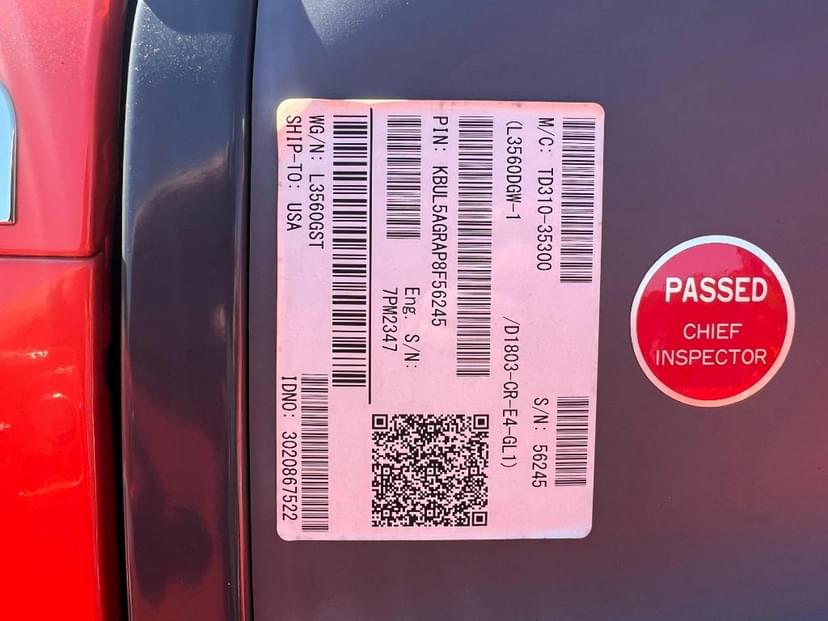 M/C: TD310-35300
S/N: 56245
(L3560DGW-1 /D1803-CR-E4-GL1)
PIN: KBUL5AGRAP8F56245
Eng. S/N:
7PM2347
WG/N: L3560GST
SHIP-TO: USA
IDNO: 3020867522
PASSED
CHIEF
INSPECTOR